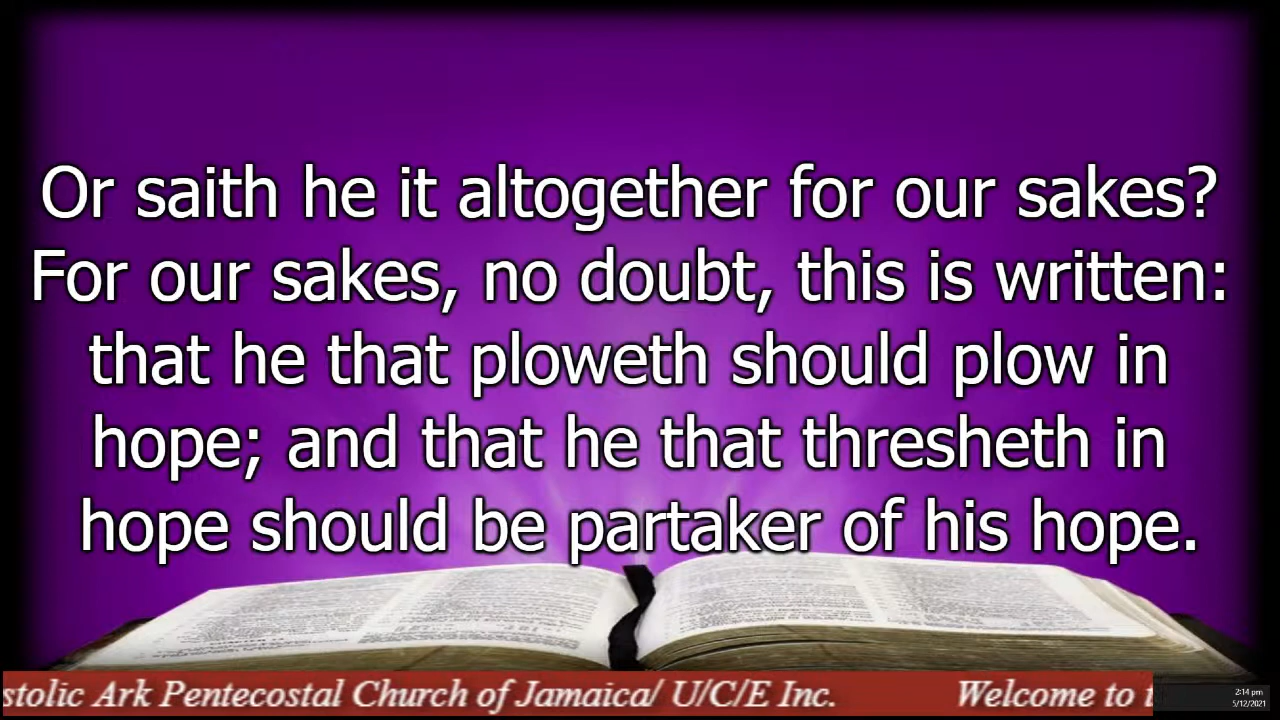 Or saith he it altogether for our sakes?
For our sakes, no doubt, this is written:
that he that ploweth should plow in
hope; and that he that thresheth in
hope should be partaker of his hope.
stolic Ark Pentecostal Church of Jamaica/ U/C/E Inc. Welcome to
2:14 pm
5/12/2021